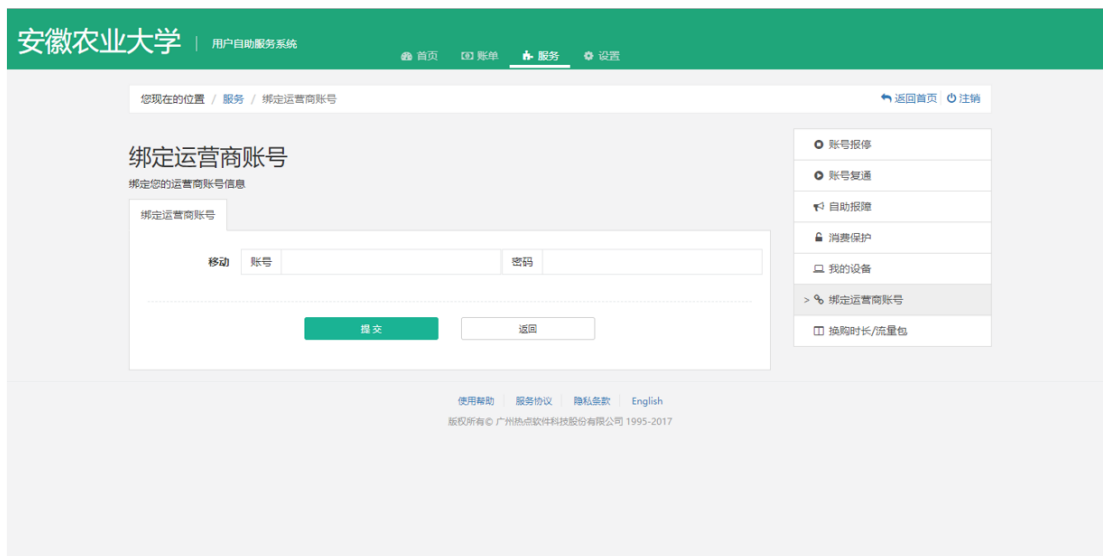 安徽农业大学 | 用户自助服务系统
首页 账单 服务 设置
您现在的位置 / 服务 / 绑定运营商账号 返回首页 注销
绑定运营商账号
绑定您的运营商账号信息
绑定运营商账号
移动 账号 密码
提交 返回
账号报停
账号复通
自助报障
消费保护
我的设备
> 绑定运营商账号
换购时长/流量包
使用帮助 服务协议 隐私条款 English
版权所有© 广州热点软件科技股份有限公司 1995-2017